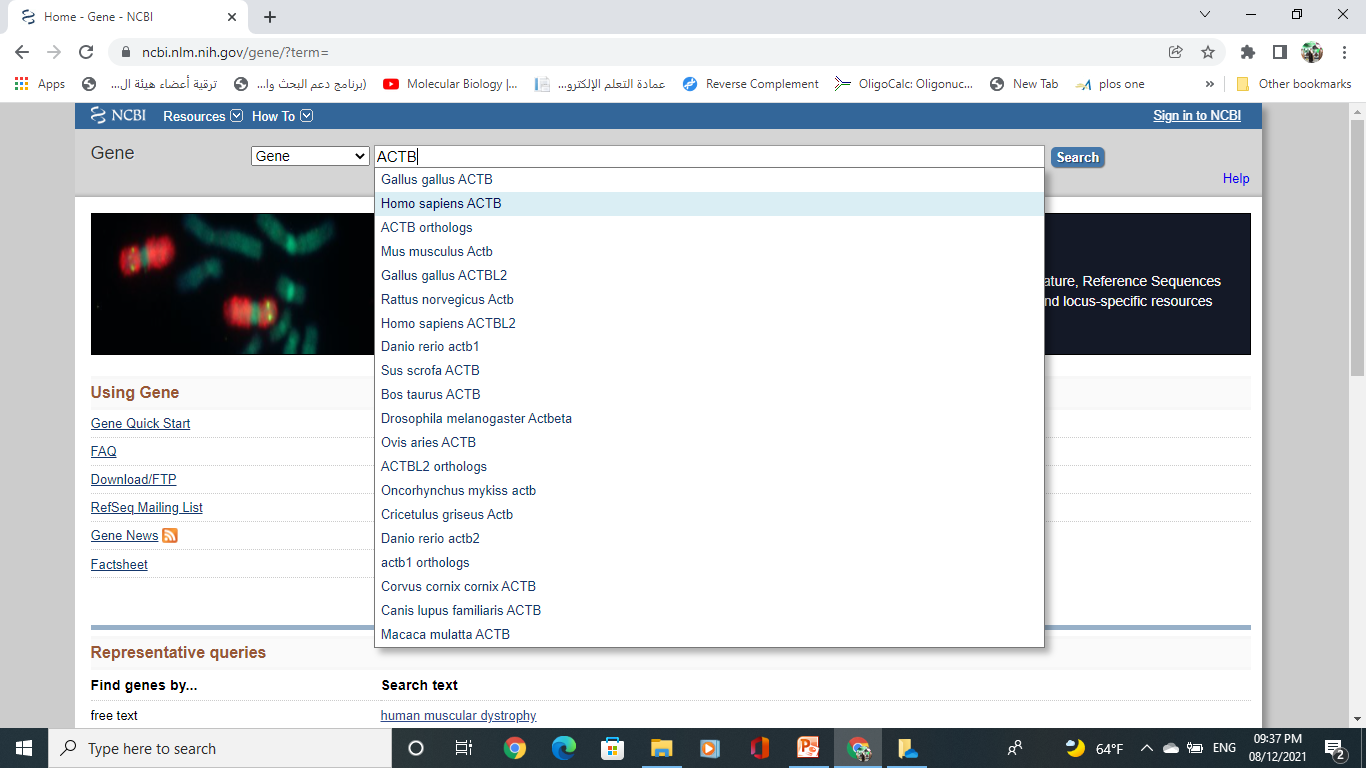 Home - Gene - NCBI
ncbi.nlm.nih.gov/gene/?term=
Apps
ترقية أعضاء هيئة ال...
(برنامج دعم البحث وا...
Molecular Biology |...
عمادة التعلم الإلكترو...
Reverse Complement
OligoCalc: Oligonuc...
New Tab
plos one
»
Other bookmarks
NCBI Resources How To Sign in to NCBI
Gene
Gene
ACTB
Search
Help
Gallus gallus ACTB
Homo sapiens ACTB
ACTB orthologs
Mus musculus Actb
Gallus gallus ACTBL2
Rattus norvegicus Actb
Homo sapiens ACTBL2
Danio rerio actb1
Sus scrofa ACTB
Bos taurus ACTB
Drosophila melanogaster Actbeta
Ovis aries ACTB
ACTBL2 orthologs
Oncorhynchus mykiss actb
Cricetulus griseus Actb
Danio rerio actb2
actb1 orthologs
Corvus cornix cornix ACTB
Canis lupus familiaris ACTB
Macaca mulatta ACTB
ature, Reference Sequences
nd locus-specific resources
Using Gene
Gene Quick Start
FAQ
Download/FTP
RefSeq Mailing List
Gene News
Factsheet
Representative queries
Find genes by... Search text
free text human muscular dystrophy
Type here to search
64°F
ENG
09:37 PM
08/12/2021
2